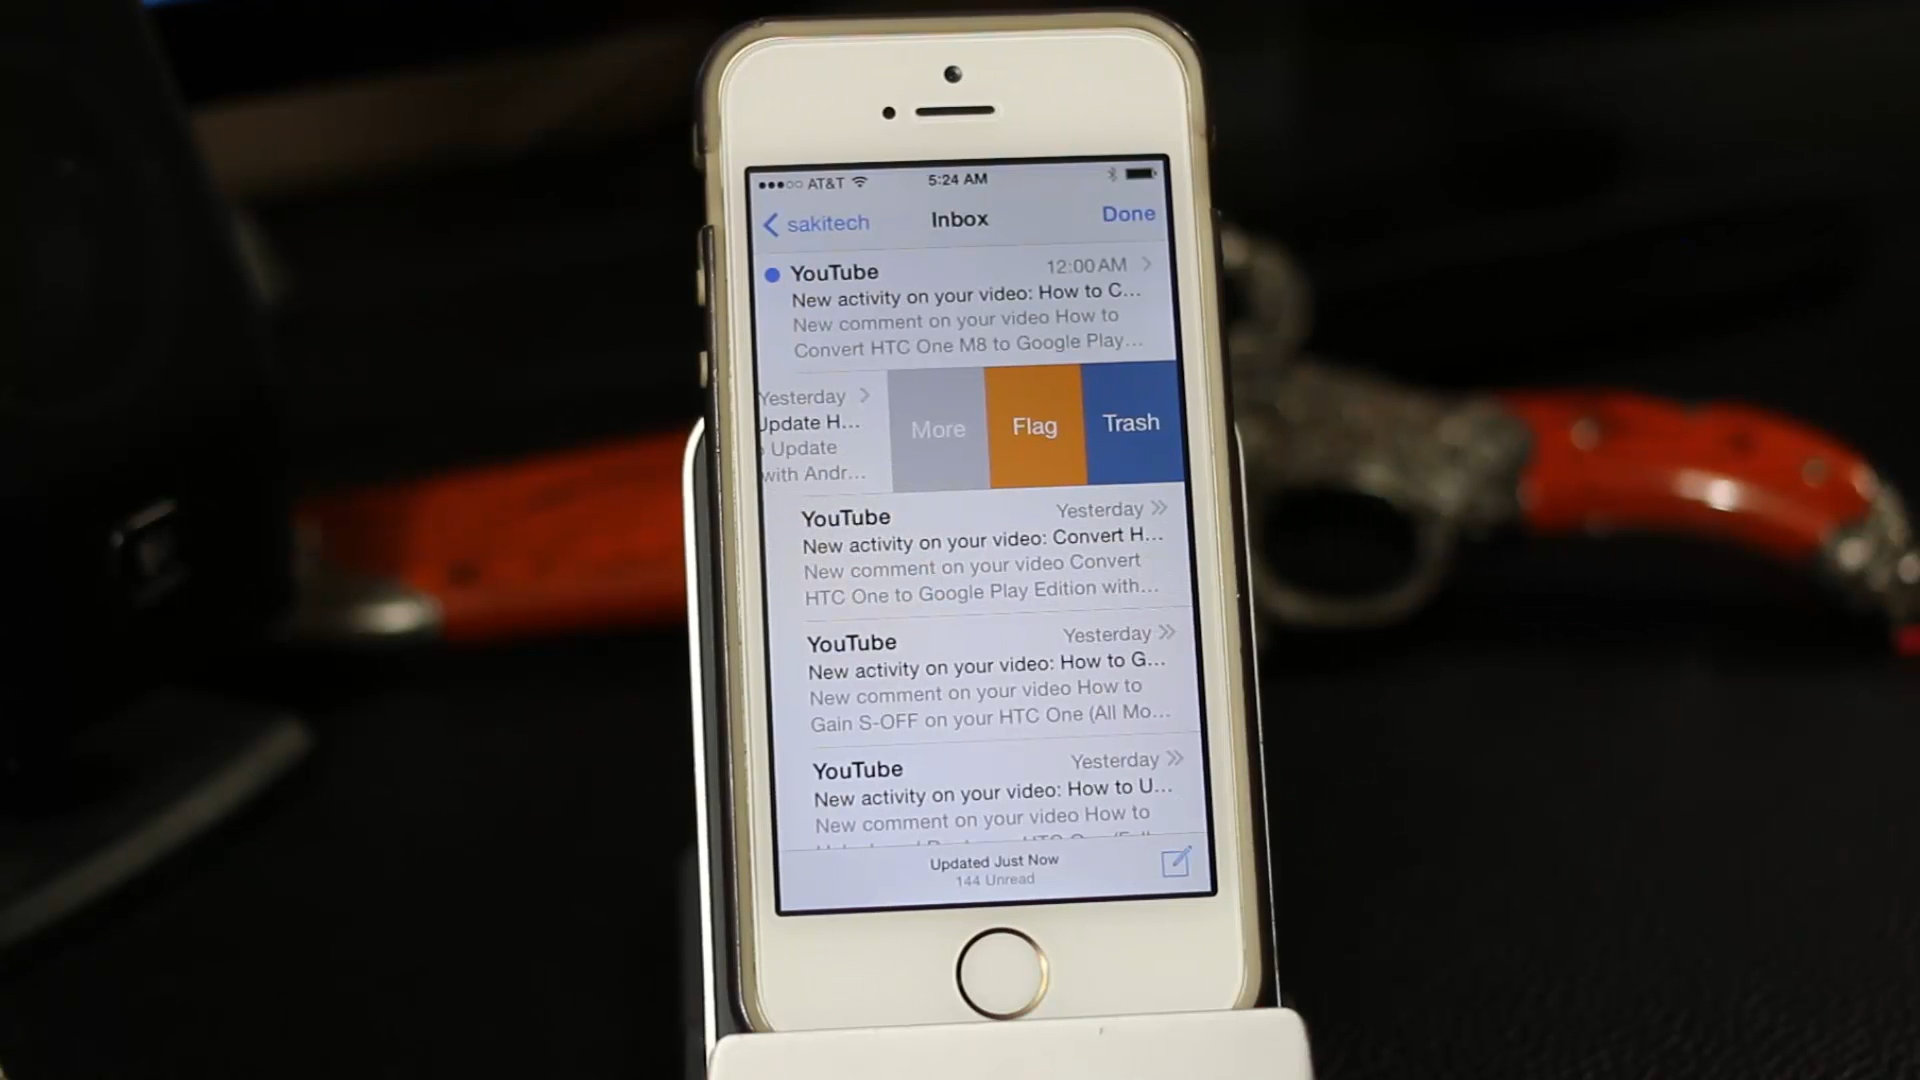 AT&T 5:24 AM
sakitech Inbox Done
YouTube 12:00 AM
New activity on your video: How to C...
New comment on your video How to
Convert HTC One M8 to Google Play...
Yesterday
Update H...
Update
with Andr...
More Flag Trash
YouTube Yesterday
New activity on your video: Convert H...
New comment on your video Convert
HTC One to Google Play Edition with...
YouTube Yesterday
New activity on your video: How to G...
New comment on your video How to
Gain S-OFF on your HTC One (All Mo...
YouTube Yesterday
New activity on your video: How to U...
New comment on your video How to
Updated Just Now
144 Unread